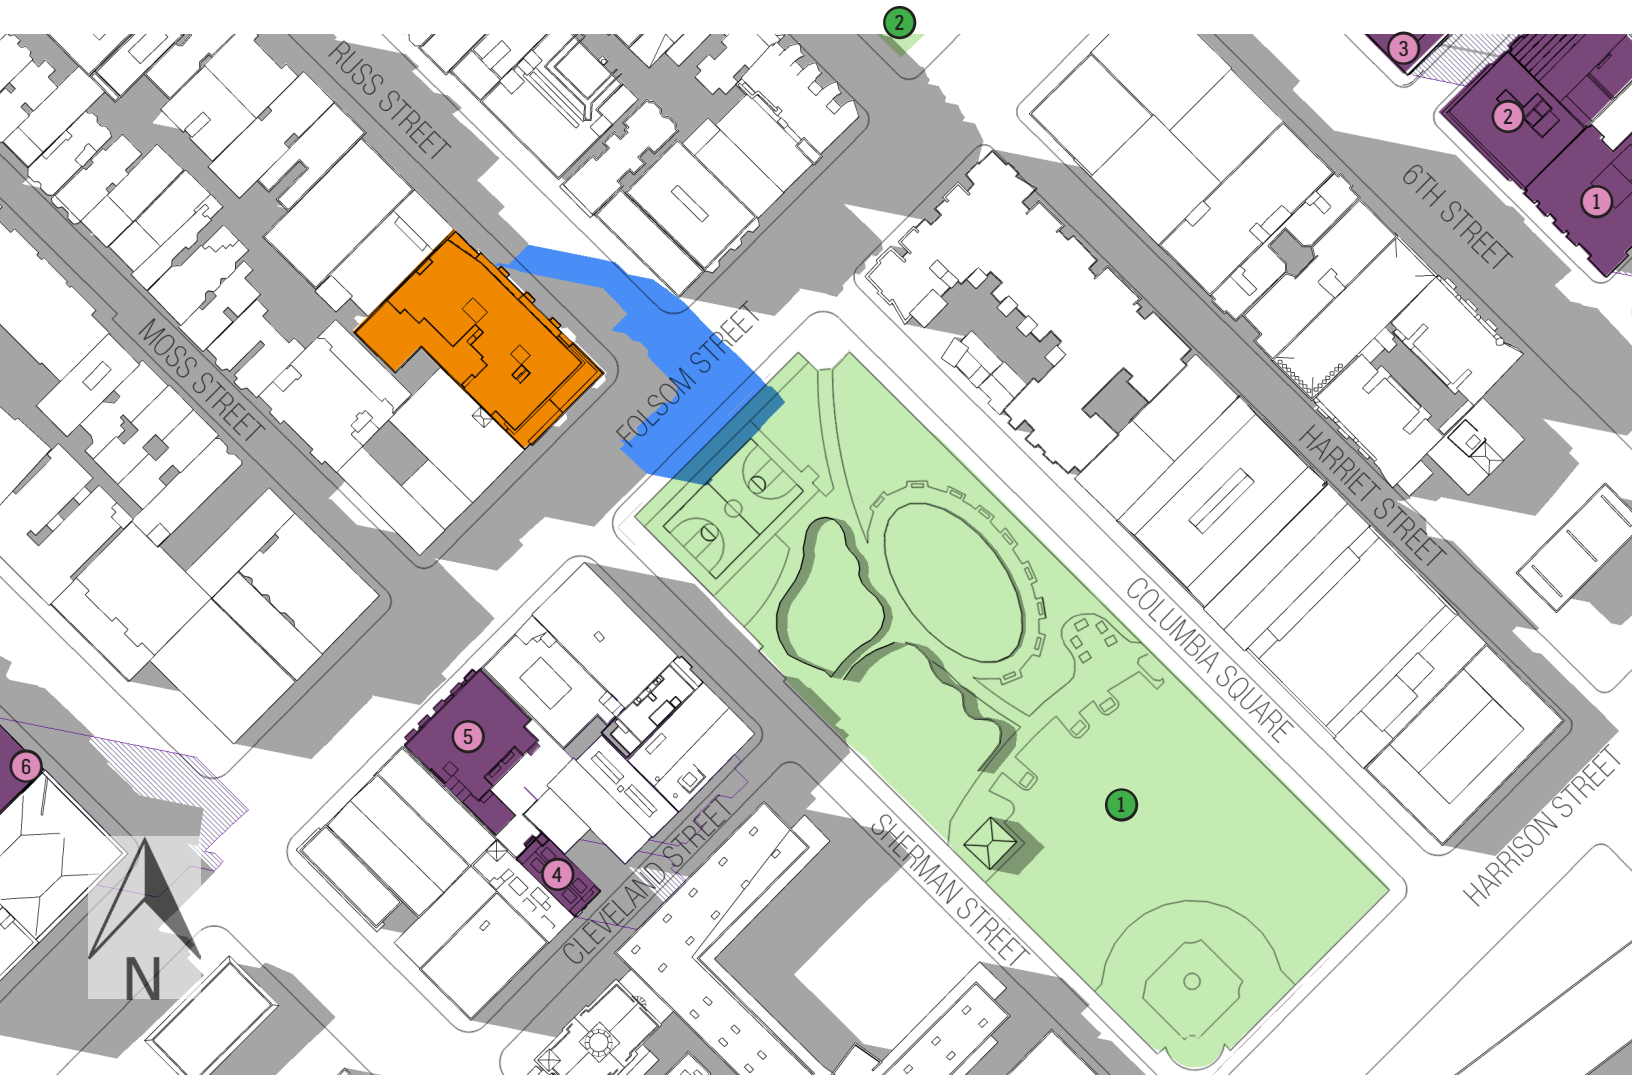 2
3
RUSS STREET
2
6TH STREET
1
MOSS STREET
FOLSOM STREET
HARRIET STREET
COLUMBIA SQUARE
5
6
1
HARRISON STREET
SHERMAN STREET
4
CLEVELAND STREET
N